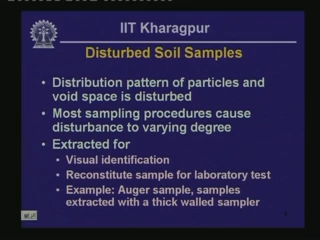 IIT Kharagpur
Disturbed Soil Samples
• Distribution pattern of particles and
void space is disturbed
• Most sampling procedures cause
disturbance to varying degree
• Extracted for
• Visual identification
• Reconstitute sample for laboratory test
• Example: Auger sample, samples
extracted with a thick walled sampler